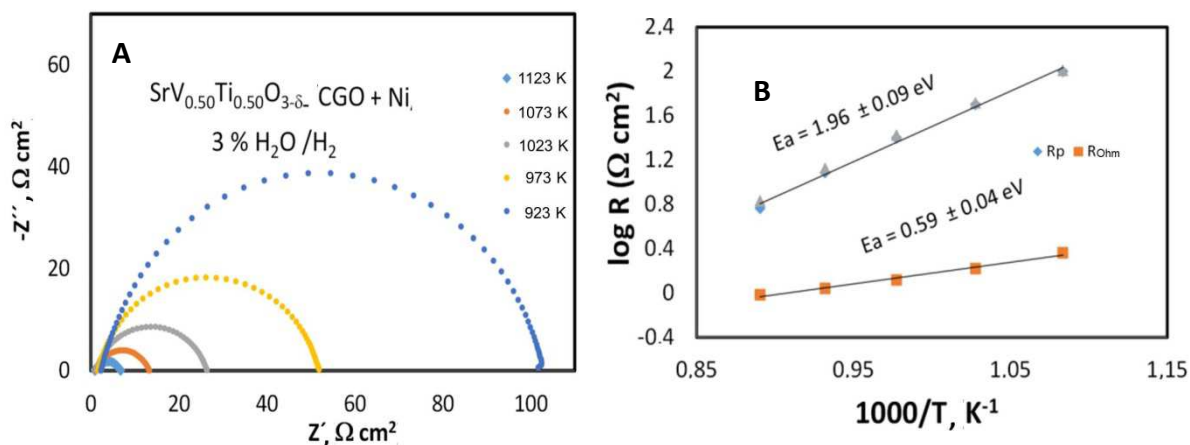 A
SrV0.50Ti0.50O3-δ- CGO + Ni,
3 % H2O /H2
1123 K
1073 K
1023 K
973 K
923 K
-Z´´, Ω cm²
60
40
20
0
0 20 40 60 80 100
Z´, Ω cm²
B
Ea = 1.96 ± 0.09 eV
Rp ROhm
Ea = 0.59 ± 0.04 eV
log R (Ω cm²)
2,4
2
1.6
1.2
0.8
0.4
0
-0.4
0,85 0.95 1.05 1,15
1000/T, K-1